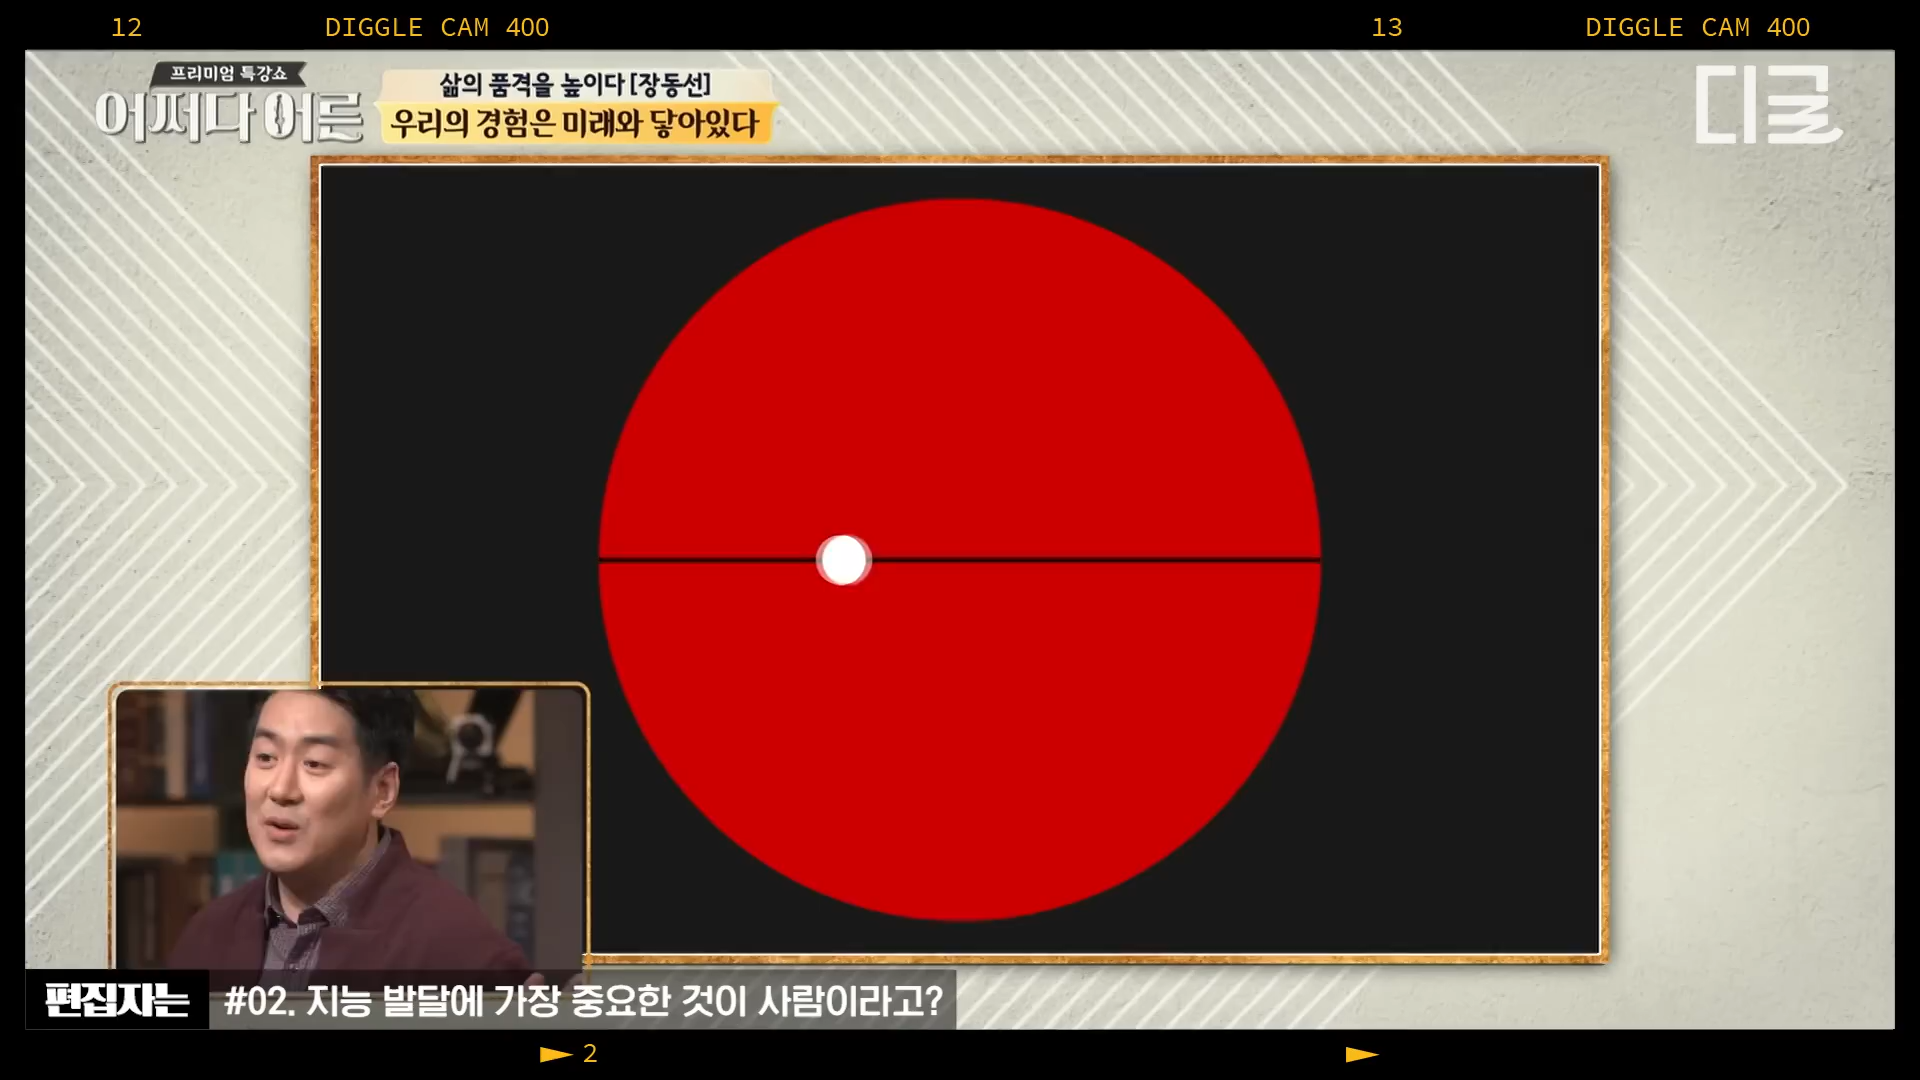 12 DIGGLE CAM 400 13 DIGGLE CAM 400
프리미엄 특강쇼
어쩌다 어른
삶의 품격을 높이다 [장동선]
우리의 경험은 미래와 닿아있다
디글
편집자는
#02. 지능 발달에 가장 중요한 것이 사람이라고?
2